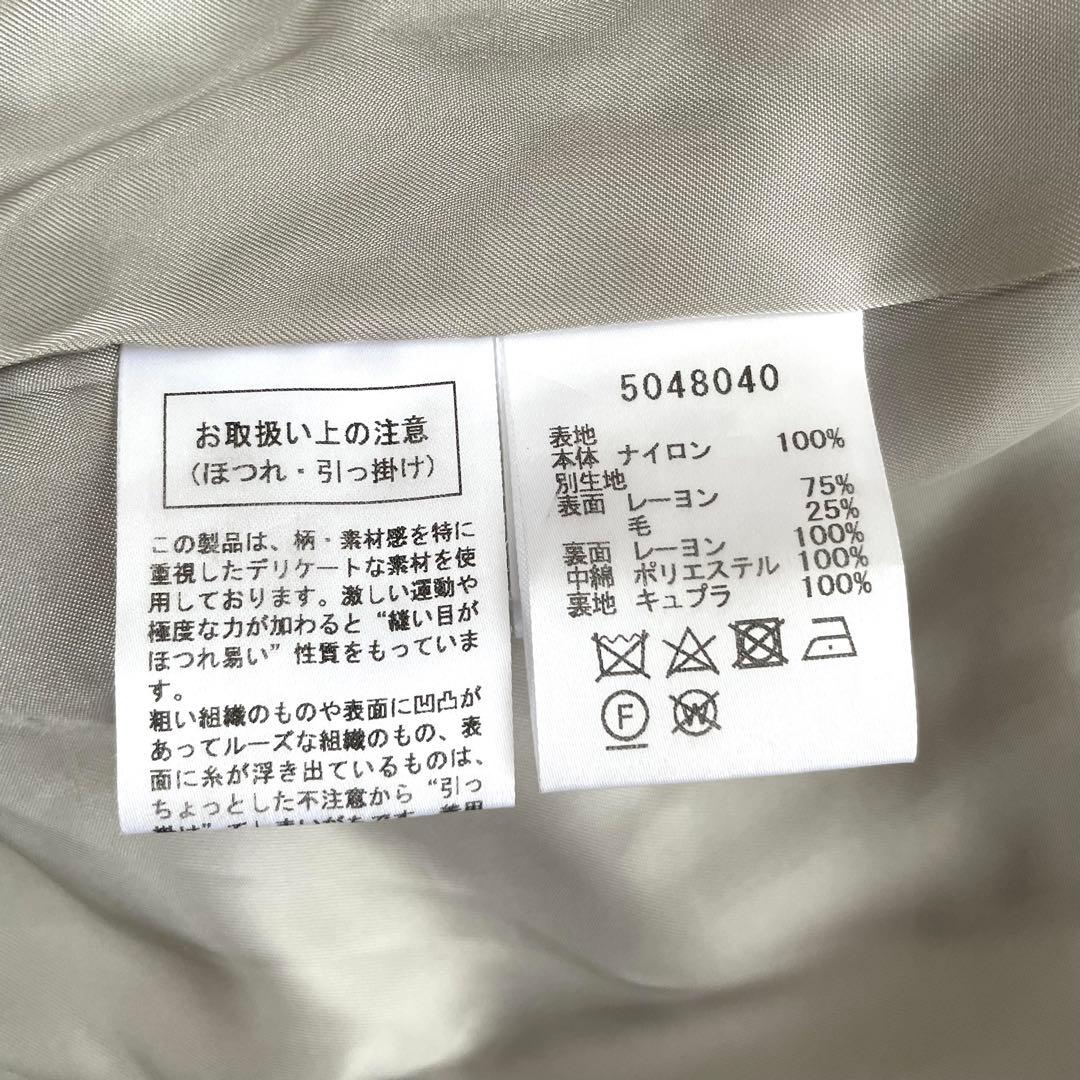 お取扱い上の注意
（ほつれ・引っ掛け）
この製品は、柄・素材感を特に
重視したデリケートな素材を使
用しております。激しい運動や
極度な力が加わると“縫い目が
ほつれ易い”性質をもっていま
す。
粗い組織のものや表面に凹凸が
あってルーズな組織のもの、表
面に糸が浮き出ているものは、
ちょっとした不注意から“引っ
5048040
表地
本体 ナイロン 100%
別生地
表面 レーヨン 75%
毛 25%
裏面 レーヨン 100%
中綿 ポリエステル 100%
裏地 キュプラ 100%
F
W